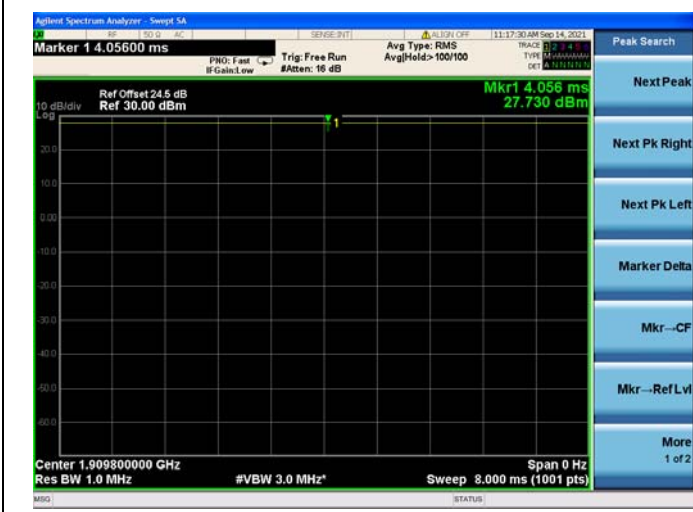 Agilent Spectrum Analyzer - Swept SA
RF 50 Ω AC SENSE:INT ALIGN OFF 11:17:30 AM Sep 14, 2021
Marker 1 4.05600 ms
PNO: Fast
IFGain:Low
Trig: Free Run
#Atten: 16 dB
Avg Type: RMS
Avg|Hold:>100/100
TRACE 1 2 3 4 5 6
TYPE
DET A N N N N N
Peak Search
Next Peak
Next Pk Right
Next Pk Left
Marker Delta
Mkr→CF
Mkr→Ref Lvl
More
1 of 2
Mkr1 4.056 ms
27.730 dBm
Ref Offset 24.5 dB
10 dB/div Ref 30.00 dBm
Log
1
20.0
10.0
0.00
-10.0
-20.0
-30.0
-40.0
-50.0
-60.0
Center 1.909800000 GHz Span 0 Hz
Res BW 1.0 MHz #VBW 3.0 MHz* Sweep 8.000 ms (1001 pts)
MSG STATUS